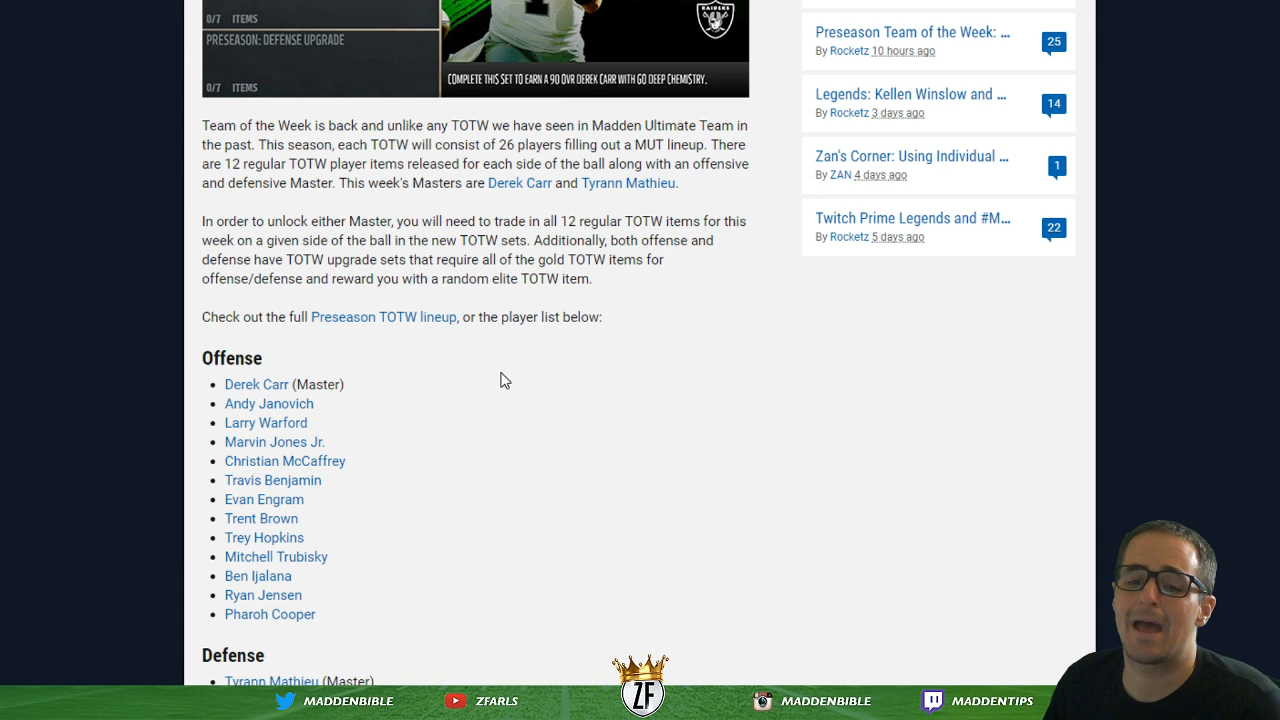 0/7 ITEMS
PRESEASON: DEFENSE UPGRADE
0/7 ITEMS
RAIDERS
COMPLETE THIS SET TO EARN A 90 OVR DEREK CARR WITH GO DEEP CHEMISTRY.
Team of the Week is back and unlike any TOTW we have seen in Madden Ultimate Team in
the past. This season, each TOTW will consist of 26 players filling out a MUT lineup. There
are 12 regular TOTW player items released for each side of the ball along with an offensive
and defensive Master. This week's Masters are Derek Carr and Tyrann Mathieu.
In order to unlock either Master, you will need to trade in all 12 regular TOTW items for this
week on a given side of the ball in the new TOTW sets. Additionally, both offense and
defense have TOTW upgrade sets that require all of the gold TOTW items for
offense/defense and reward you with a random elite TOTW item.
Check out the full Preseason TOTW lineup, or the player list below:
Offense
• Derek Carr (Master)
• Andy Janovich
• Larry Warford
• Marvin Jones Jr.
• Christian McCaffrey
• Travis Benjamin
• Evan Engram
• Trent Brown
• Trey Hopkins
• Mitchell Trubisky
• Ben Ijalana
• Ryan Jensen
• Pharoh Cooper
Defense
• Tyrann Mathieu (Master)
Preseason Team of the Week: ...
By Rocketz 10 hours ago
25
Legends: Kellen Winslow and ...
By Rocketz 3 days ago
14
Zan's Corner: Using Individual ...
By ZAN 4 days ago
1
Twitch Prime Legends and #M...
By Rocketz 5 days ago
22
MADDENBIBLE
ZFARLS
ZF
MADDENBIBLE
MADDENTIPS